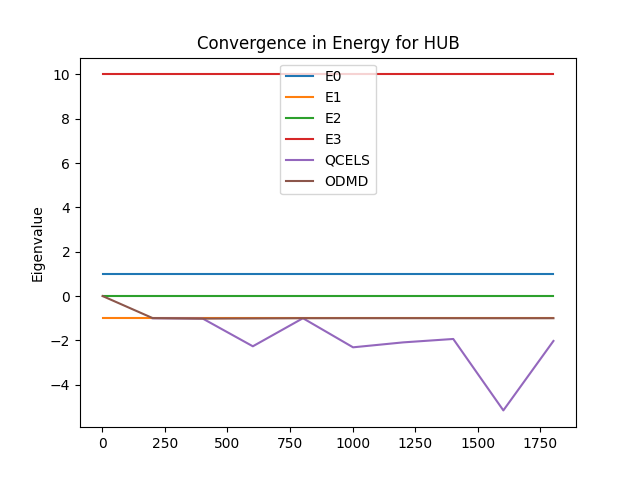 Convergence in Energy for HUB
10
8
6
4
2
0
−2
−4
Eigenvalue
E0
E1
E2
E3
QCELS
ODMD
0 250 500 750 1000 1250 1500 1750